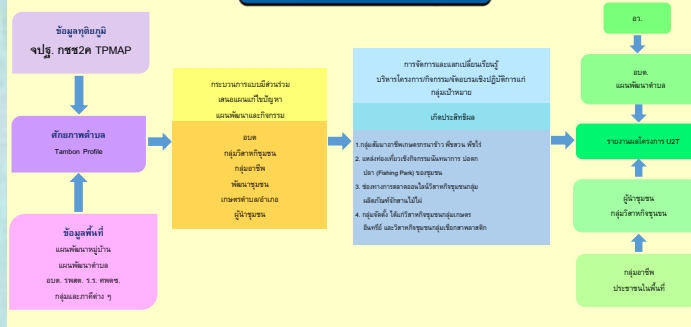 ข้อมูลทุติยภูมิ
จปฐ. กชช2ค TPMAP
ศักยภาพตำบล
Tambon Profile
ข้อมูลพื้นที่
แผนพัฒนาหมู่บ้าน
แผนพัฒนาตำบล
อบต. รพสต. ร.ร. ศพดช.
กลุ่มและภาคีต่าง ๆ
กระบวนการแบบมีส่วนร่วม
เสนอแผนแก้ไขปัญหา
แผนพัฒนาและกิจกรรม
อบต
กลุ่มวิสาหกิจชุมชน
กลุ่มอาชีพ
พัฒนาชุมชน
เกษตรตำบล/อำเภอ
ผู้นำชุมชน
การจัดการและแลกเปลี่ยนเรียนรู้
บริหารโครงการ/กิจกรรม/จัดอบรมเชิงปฏิบัติการแก่
กลุ่มเป้าหมาย
เกิดประสิทธิผล
1.กลุ่มสัมมาอาชีพเกษตรกรนาข้าว พืชสวน พืชไร่
2. แหล่งท่องเที่ยวเชิงกิจกรรมนันทนาการ บ่อตก
ปลา (Fishing Park) ของชุมชน
3. ช่องทางการตลาดออนไลน์วิสาหกิจชุมชนกลุ่ม
ผลิตภัณฑ์จักสานไม้ไผ่
4. กลุ่มจัดตั้ง ได้แก่วิสาหกิจชุมชนกลุ่มเกษตร
อินทรีย์ และวิสาหกิจชุมชนกลุ่มเชือกสาพลาสติก
อว.
อบต.
แผนพัฒนาตำบล
รายงานผลโครงการ U2T
ผู้นำชุมชน
กลุ่มวิสาหกิจชุนขน
กลุ่มอาชีพ
ประชาชนในพื้นที่